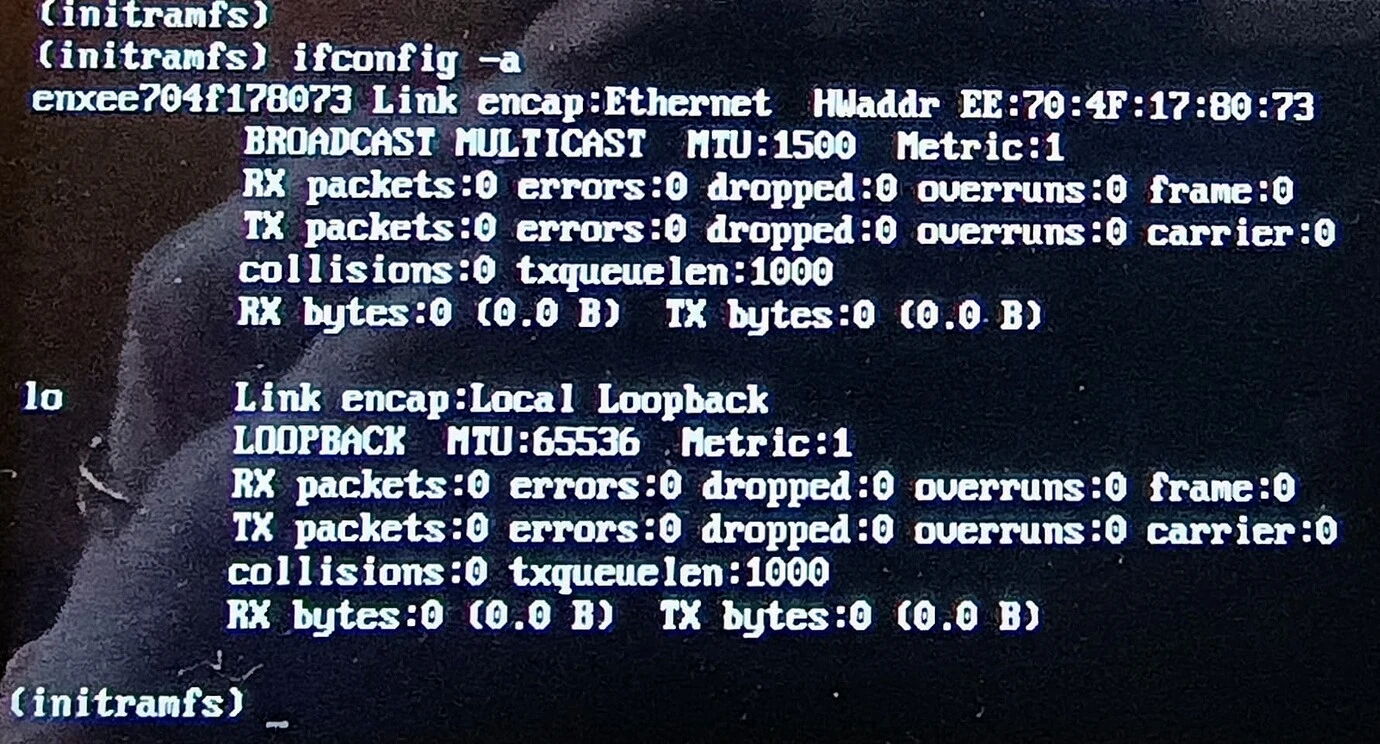 (initramfs)
(initramfs) ifconfig -a
enxee704f178073 Link encap:Ethernet  HWaddr EE:70:4F:17:80:73
          BROADCAST MULTICAST  MTU:1500  Metric:1
          RX packets:0 errors:0 dropped:0 overruns:0 frame:0
          TX packets:0 errors:0 dropped:0 overruns:0 carrier:0
          collisions:0 txqueuelen:1000
          RX bytes:0 (0.0 B)  TX bytes:0 (0.0 B)

lo        Link encap:Local Loopback
          LOOPBACK  MTU:65536  Metric:1
          RX packets:0 errors:0 dropped:0 overruns:0 frame:0
          TX packets:0 errors:0 dropped:0 overruns:0 carrier:0
          collisions:0 txqueuelen:1000
          RX bytes:0 (0.0 B)  TX bytes:0 (0.0 B)

(initramfs) _